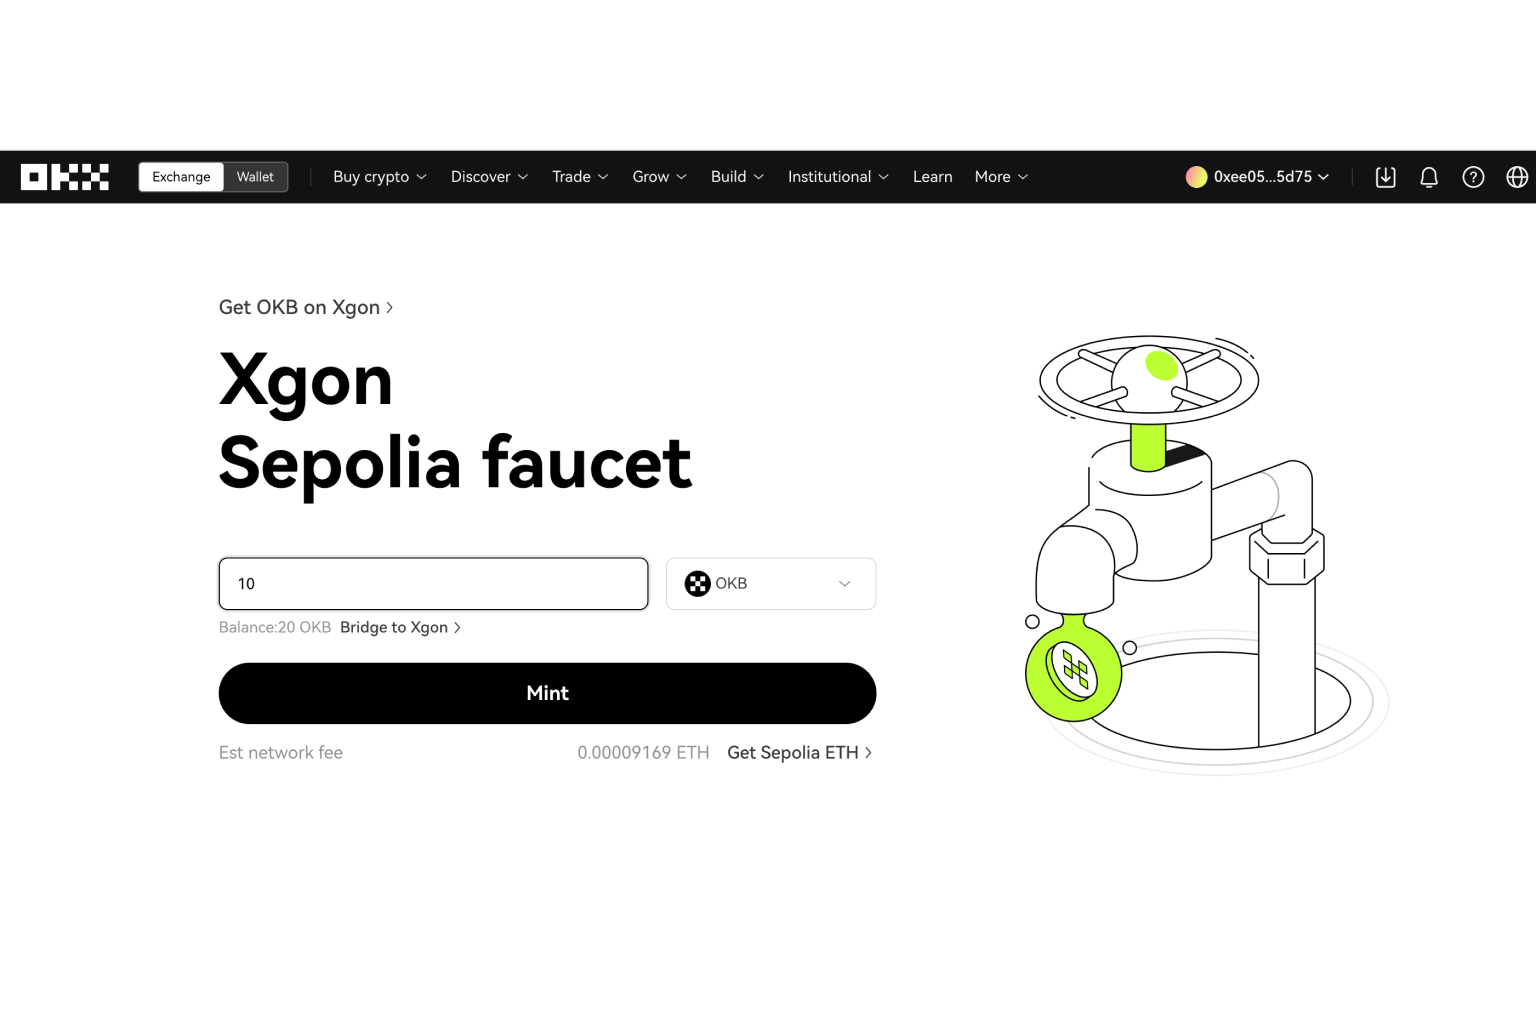 OKX Exchange Wallet Buy crypto Discover Trade Grow Build Institutional Learn More 0xee05...5d75
Get OKB on Xgon
Xgon
Sepolia faucet
10 OKB
Balance:20 OKB Bridge to Xgon
Mint
Est network fee 0.00009169 ETH Get Sepolia ETH